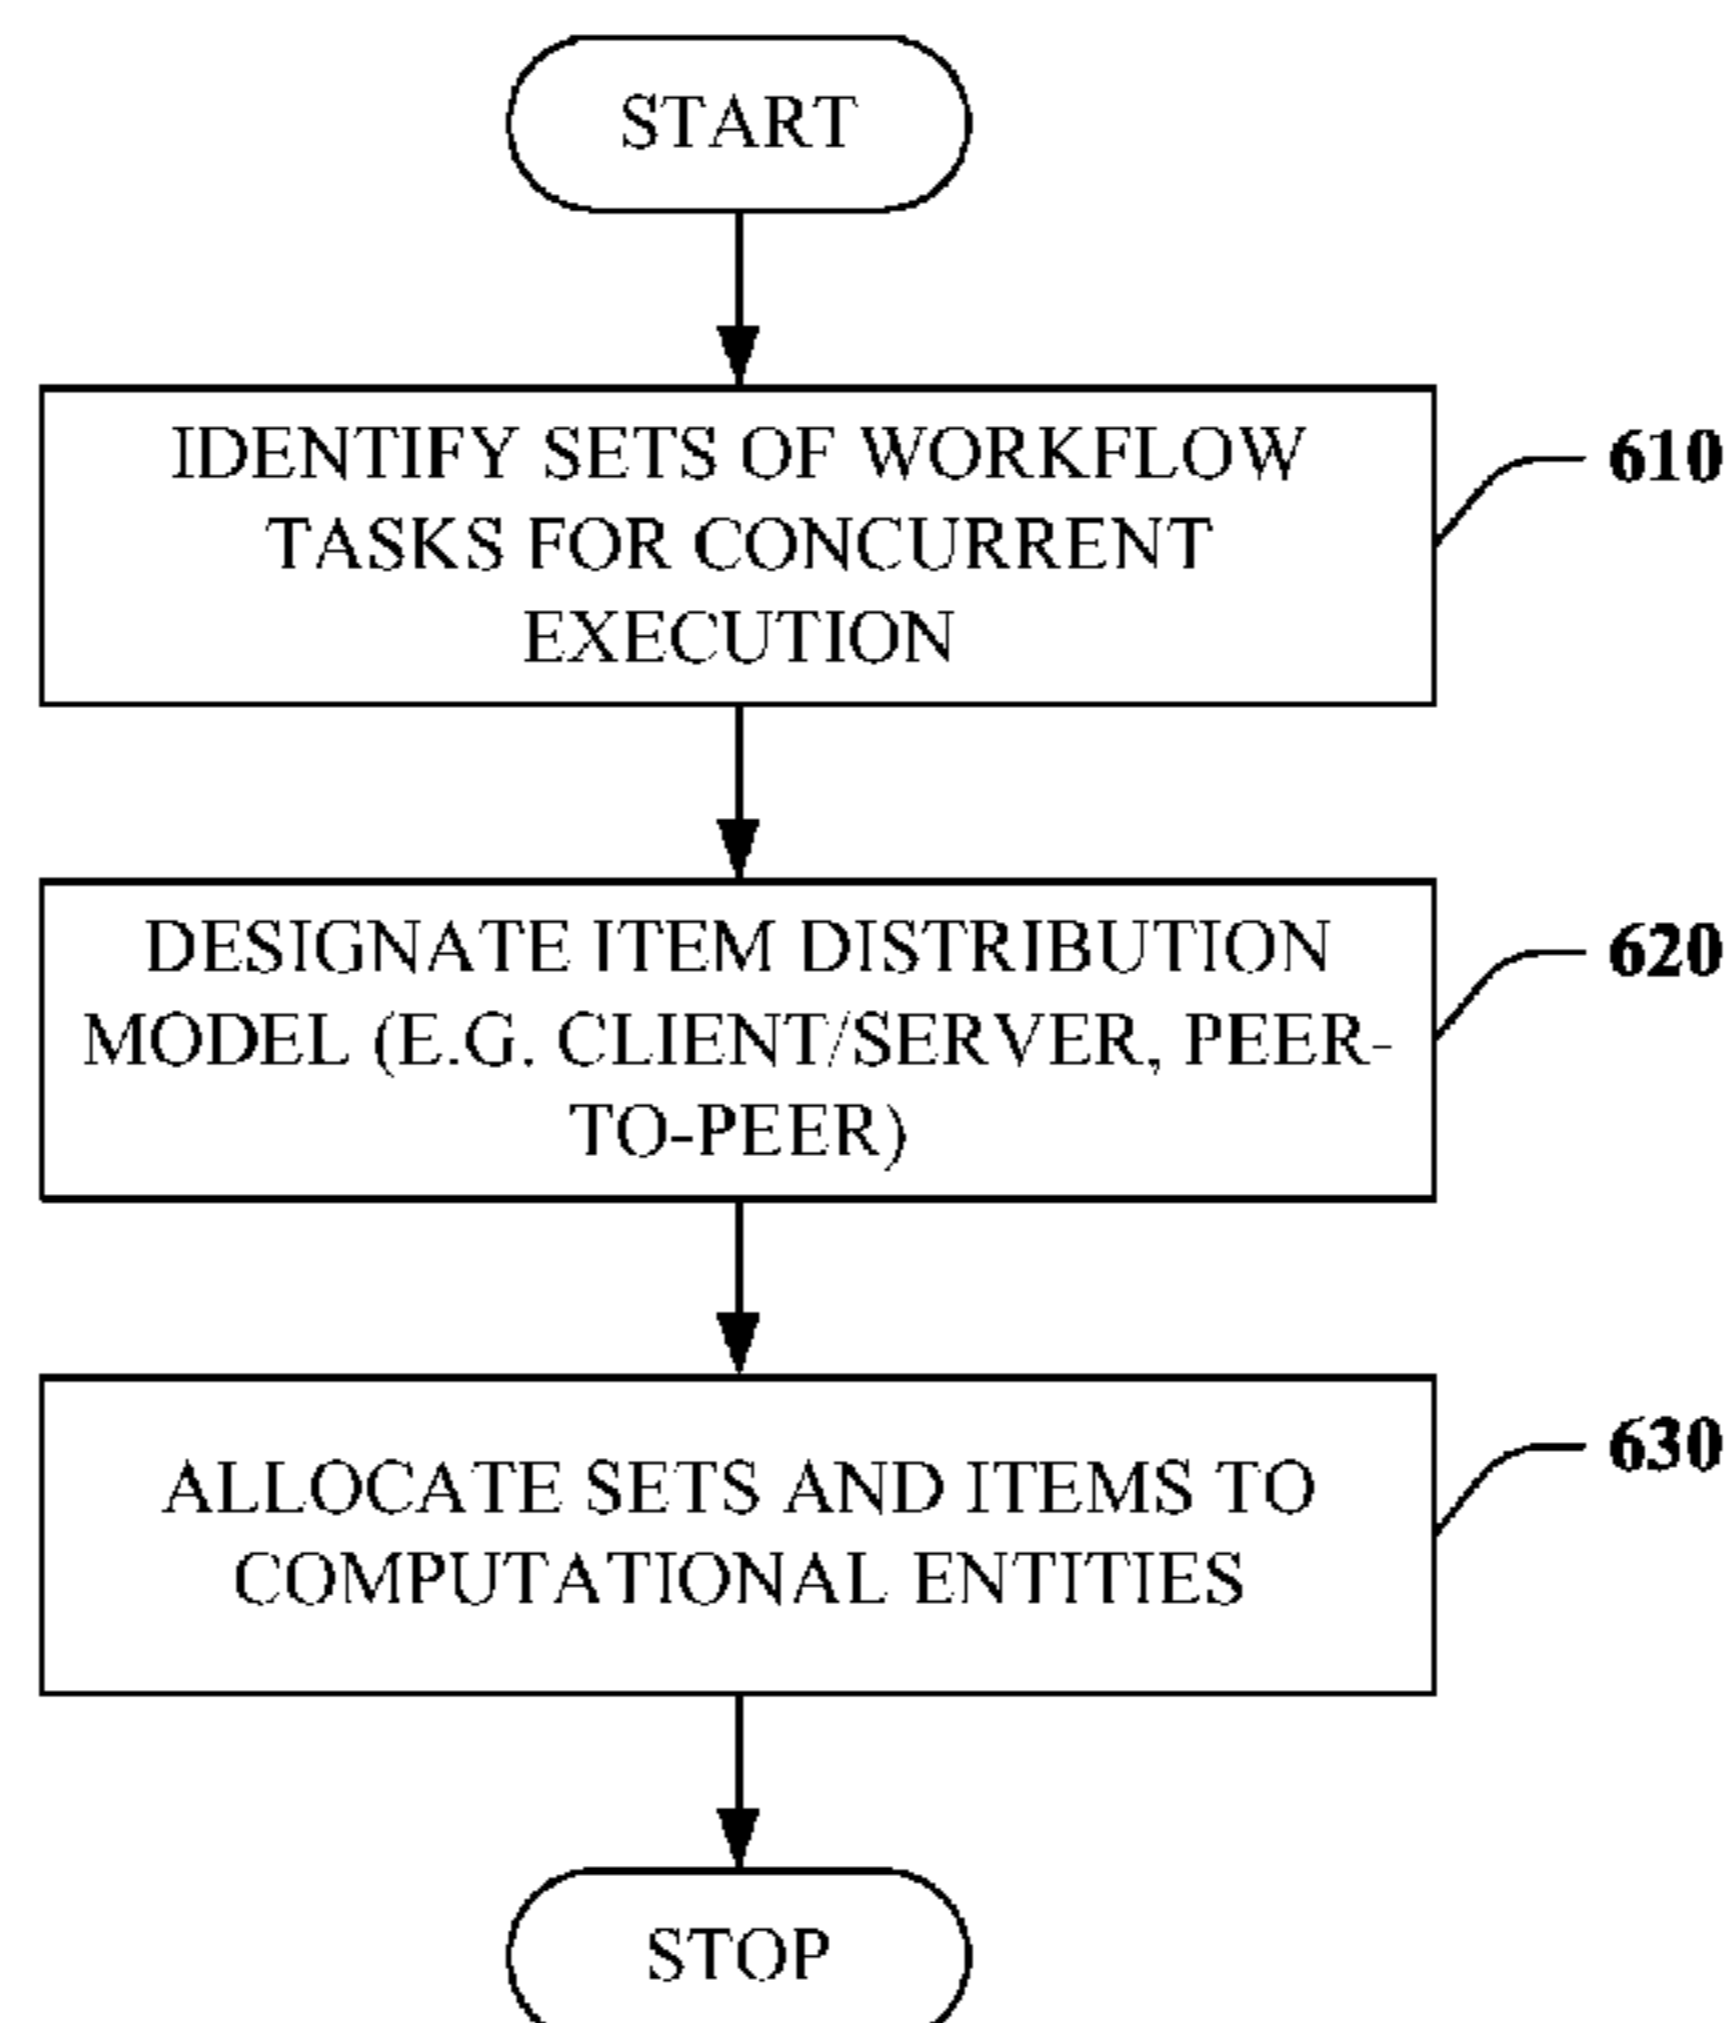 START
IDENTIFY SETS OF WORKFLOW
TASKS FOR CONCURRENT
EXECUTION
610
DESIGNATE ITEM DISTRIBUTION
MODEL (E.G. CLIENT/SERVER, PEER-
TO-PEER)
620
ALLOCATE SETS AND ITEMS TO
COMPUTATIONAL ENTITIES
630
STOP